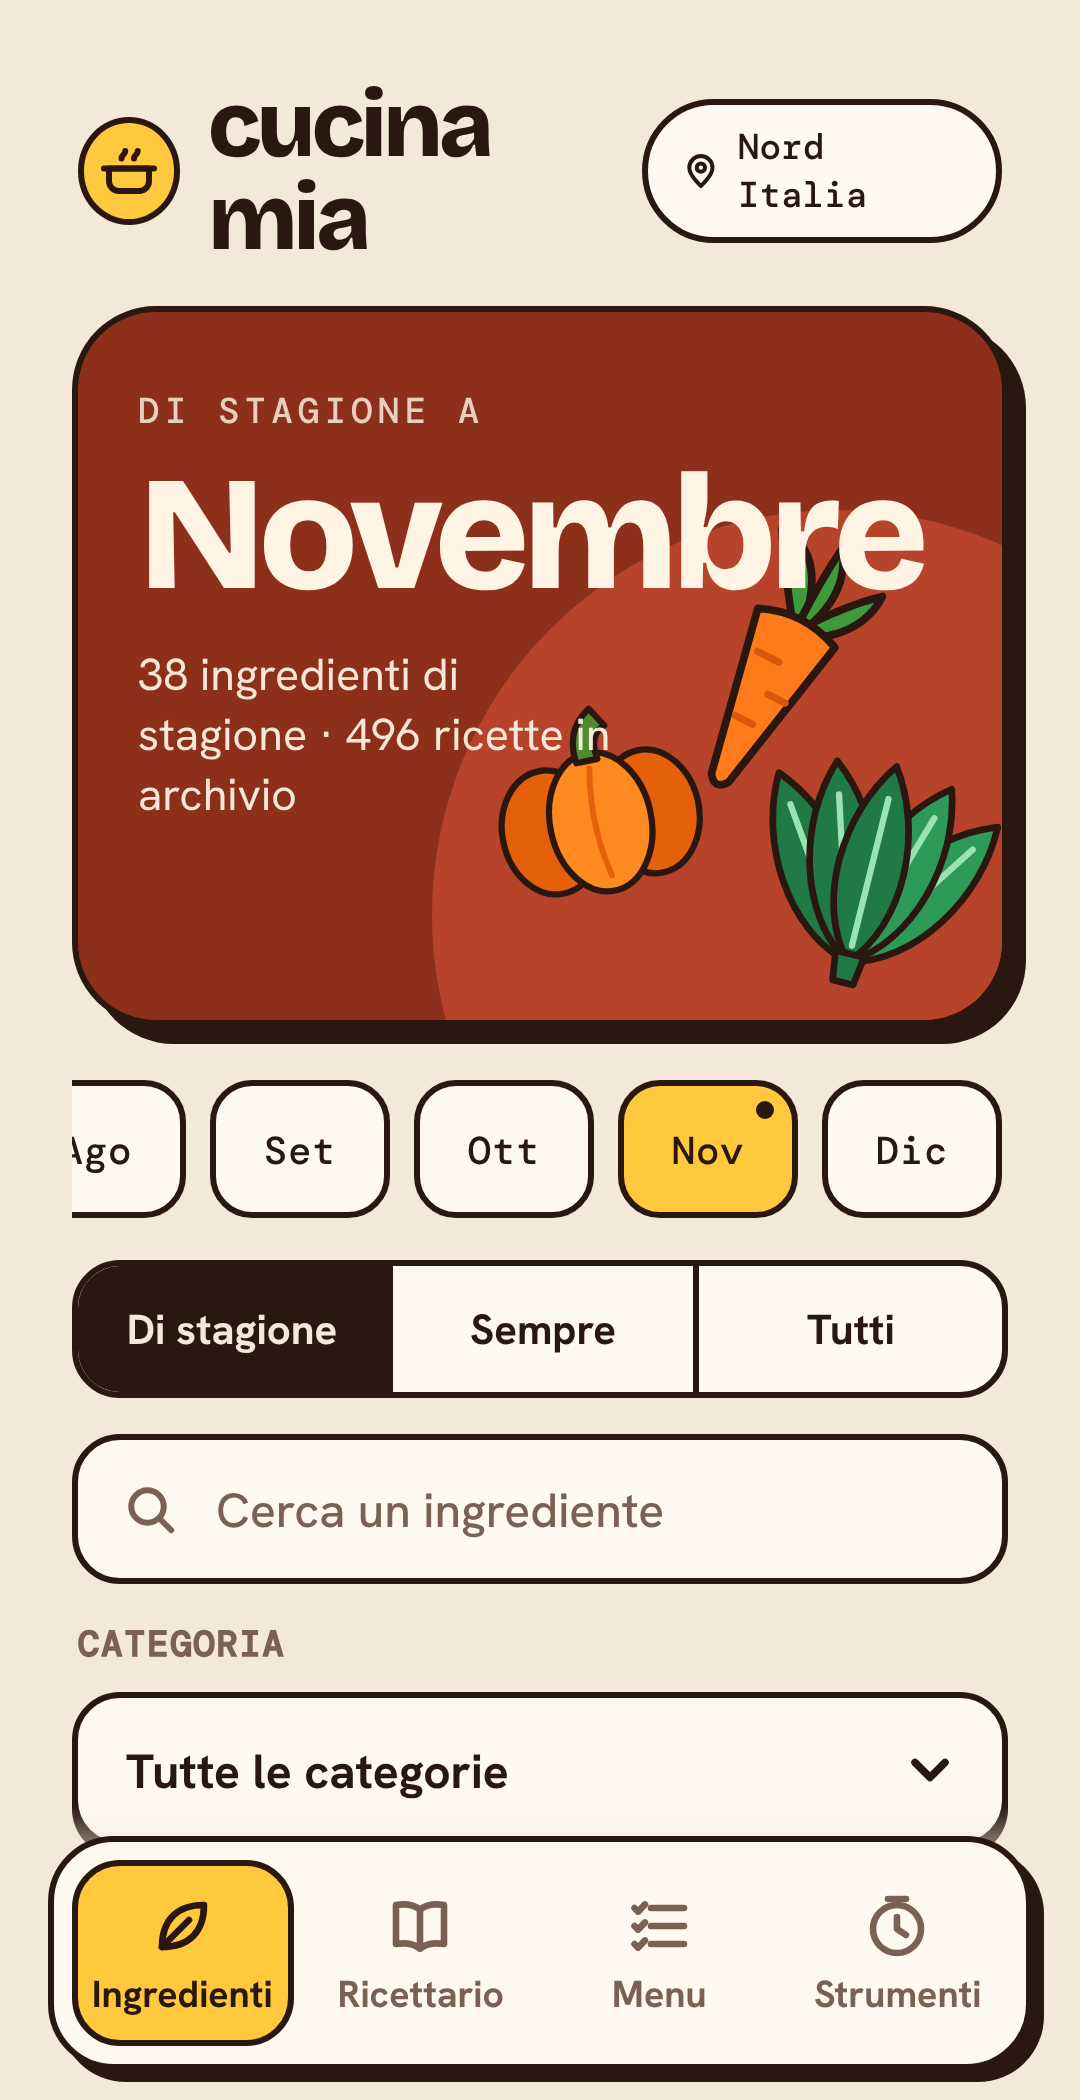 cucina
mia
Nord
Italia
DI STAGIONE A
Novembre
38 ingredienti di
stagione · 496 ricette in
archivio
Ago
Set
Ott
Nov
Dic
Di stagione
Sempre
Tutti
Cerca un ingrediente
CATEGORIA
Tutte le categorie
Ingredienti
Ricettario
Menu
Strumenti